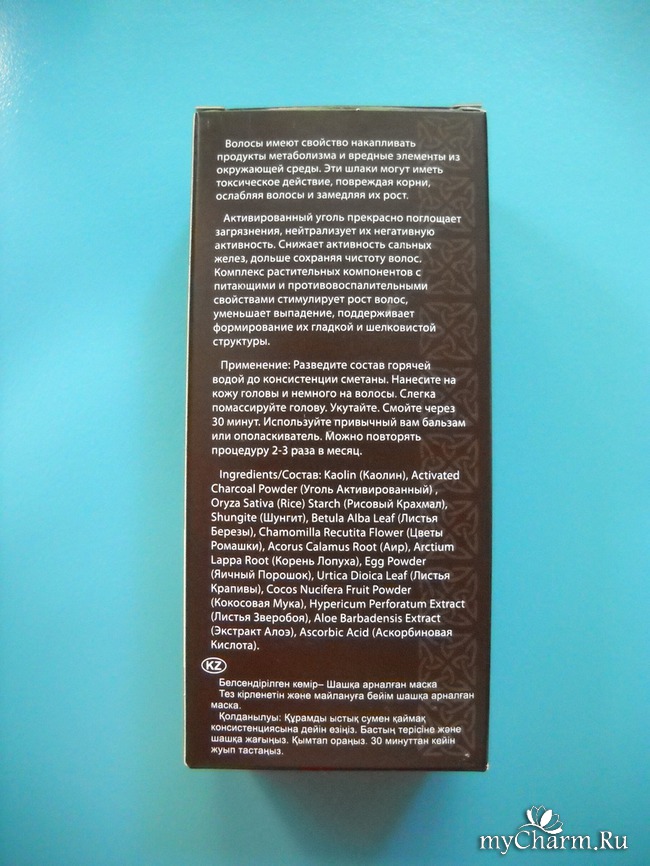 Волосы имеют свойство накапливать
продукты метаболизма и вредные элементы из
окружающей среды. Эти шлаки могут иметь
токсическое действие, повреждая корни,
ослабляя волосы и замедляя их рост.
Активированный уголь прекрасно поглощает
загрязнения, нейтрализует их негативную
активность. Снижает активность сальных
желез, дольше сохраняя чистоту волос.
Комплекс растительных компонентов с
питающими и противовоспалительными
свойствами стимулирует рост волос,
уменьшает выпадение, поддерживает
формирование их гладкой и шелковистой
структуры.
Применение: Разведите состав горячей
водой до консистенции сметаны. Нанесите на
кожу головы и немного на волосы. Слегка
помассируйте голову. Укутайте. Смойте через
30 минут. Используйте привычный вам бальзам
или ополаскиватель. Можно повторять
процедуру 2-3 раза в месяц.
Ingredients/Состав: Kaolin (Каолин), Activated
Charcoal Powder (Уголь Активированный) ,
Oryza Sativa (Rice) Starch (Рисовый Крахмал),
Shungite (Шунгит), Betula Alba Leaf (Листья
Березы), Chamomilla Recutita Flower (Цветы
Ромашки), Acorus Calamus Root (Аир), Arctium
Lappa Root (Корень Лопуха), Egg Powder
(Яичный Порошок), Urtica Dioica Leaf (Листья
Крапивы), Cocos Nucifera Fruit Powder
(Кокосовая Мука), Hypericum Perforatum Extract
(Листья Зверобоя), Aloe Barbadensis Extract
(Экстракт Алоэ), Ascorbic Acid (Аскорбиновая
Кислота).
KZ
Белсендірілген көмір– Шашқа арналған маска
Тез кірленетін және майлануға бейім шашқа арналған
маска.
Қолданылуы: Құрамды ыстық сумен қаймақ
консистенциясына дейін езіңіз. Бастың терісіне және
шашқа жағыңыз. Қымтап ораңыз. 30 минуттан кейін
жуып тастаңыз.
myCharm.Ru